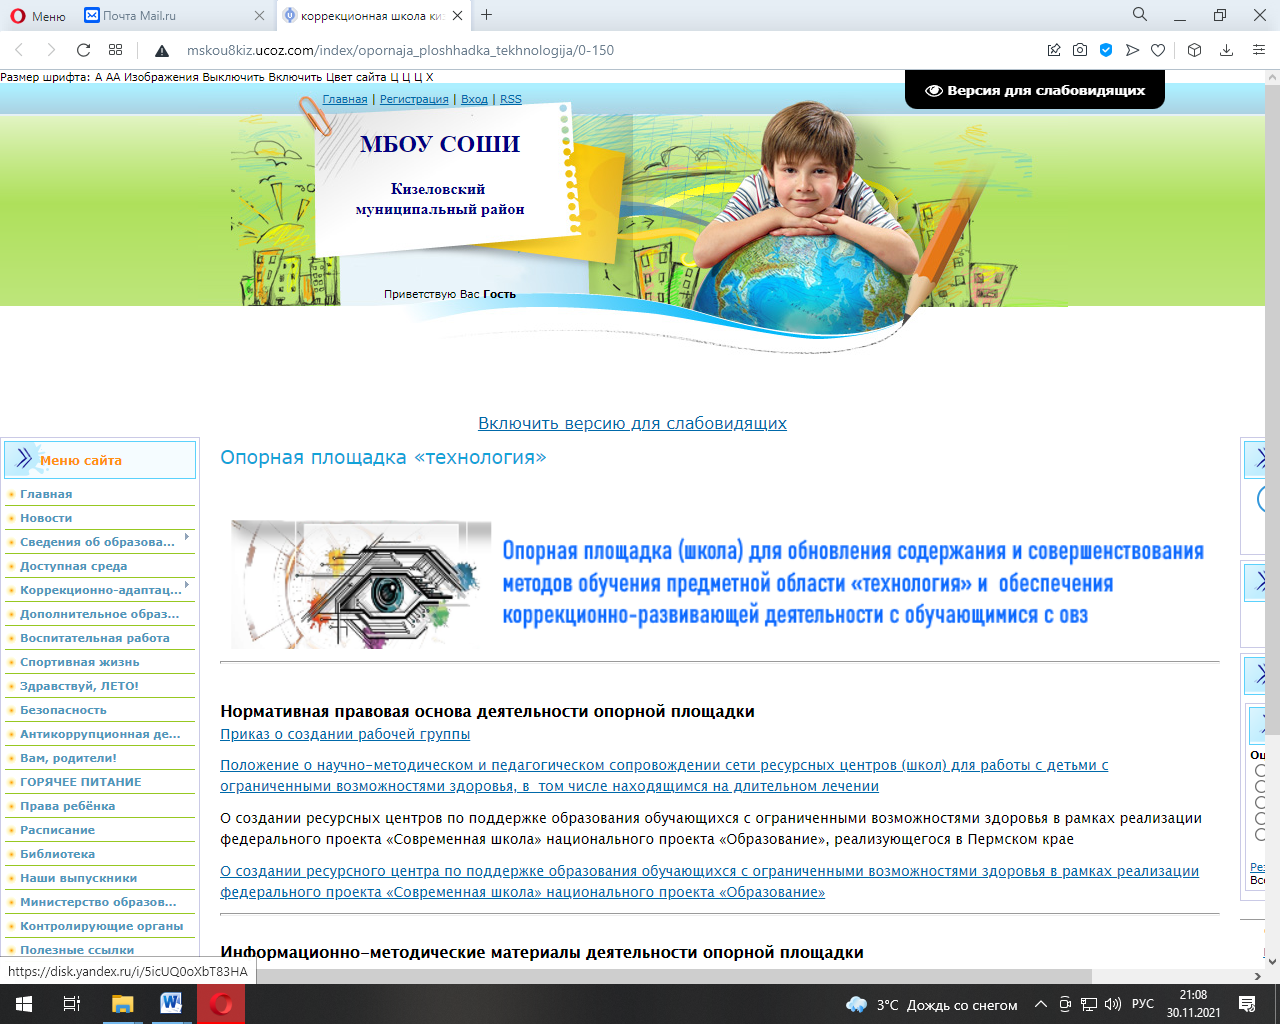 Меню
Почта Mail.ru
коррекционная школа ки
mskou8kiz.ucoz.com/index/opornaja_ploshhadka_tekhnologija/0-150
Размер шрифта: А АА Изображения Выключить Включить Цвет сайта Ц Ц Ц Х
Версия для слабовидящих
Главная | Регистрация | Вход | RSS
МБОУ СОШИ
Кизеловский
муниципальный район
Приветствую Вас Гость
Включить версию для слабовидящих
Меню сайта
Главная
Новости
Сведения об образова...
Доступная среда
Коррекционно-адаптац...
Дополнительное образ...
Воспитательная работа
Спортивная жизнь
Здравствуй, ЛЕТО!
Безопасность
Антикоррупционная де...
Вам, родители!
ГОРЯЧЕЕ ПИТАНИЕ
Права ребёнка
Расписание
Библиотека
Наши выпускники
Министерство образов...
Контролирующие органы
Полезные ссылки
Опорная площадка «технология»
Опорная площадка (школа) для обновления содержания и совершенствования
методов обучения предметной области «технология» и обеспечения
коррекционно-развивающей деятельности с обучающимися с овз
Нормативная правовая основа деятельности опорной площадки
Приказ о создании рабочей группы
Положение о научно-методическом и педагогическом сопровождении сети ресурсных центров (школ) для работы с детьми с
ограниченными возможностями здоровья, в том числе находящимся на длительном лечении
О создании ресурсных центров по поддержке образования обучающихся с ограниченными возможностями здоровья в рамках реализации
федерального проекта «Современная школа» национального проекта «Образование», реализующегося в Пермском крае
О создании ресурсного центра по поддержке образования обучающихся с ограниченными возможностями здоровья в рамках реализации
федерального проекта «Современная школа» национального проекта «Образование»
Информационно-методические материалы деятельности опорной площадки
Оц
Рез
Все
https://disk.yandex.ru/i/5icUQ0oXbT83HA
3°C Дождь со снегом
РУС
21:08
30.11.2021